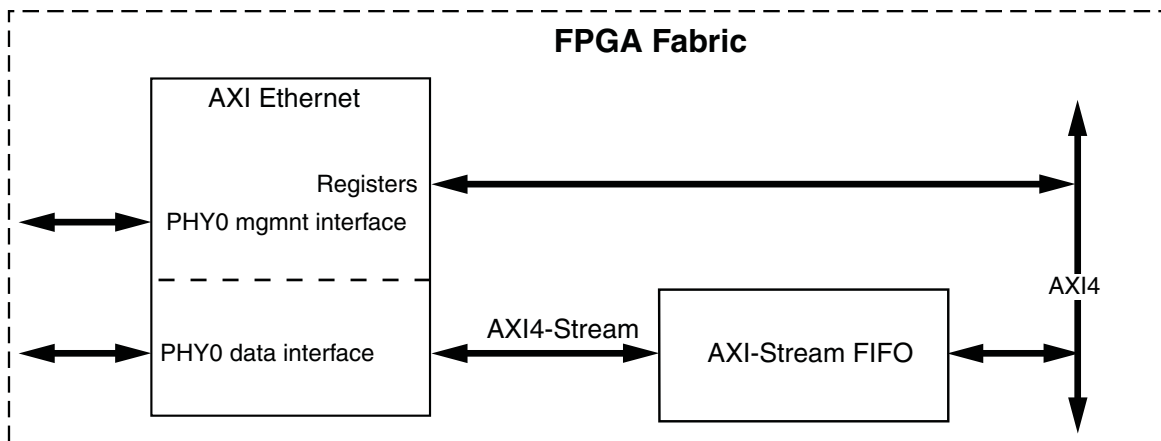 FPGA Fabric
AXI Ethernet
Registers
PHY0 mgmnt interface
AXI4
AXI4-Stream
PHY0 data interface
AXI-Stream FIFO